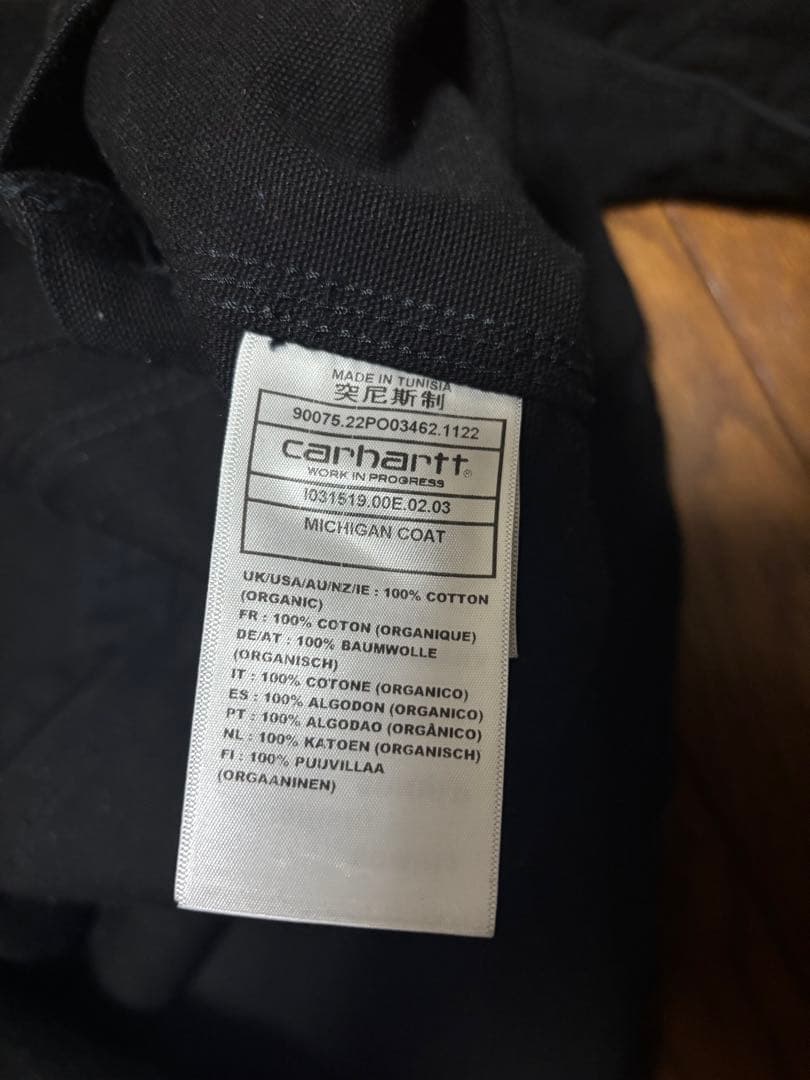 MADE IN TUNISIA
突尼斯制
90075.22PO03462.1122
carhartt®
WORK IN PROGRESS
I031519.00E.02.03
MICHIGAN COAT
UK/USA/AU/NZ/IE : 100% COTTON
(ORGANIC)
FR : 100% COTON (ORGANIQUE)
DE/AT : 100% BAUMWOLLE
(ORGANISCH)
IT : 100% COTONE (ORGANICO)
ES : 100% ALGODON (ORGANICO)
PT : 100% ALGODAO (ORGÂNICO)
NL : 100% KATOEN (ORGANISCH)
FI : 100% PUUVILLAA
(ORGAANINEN)